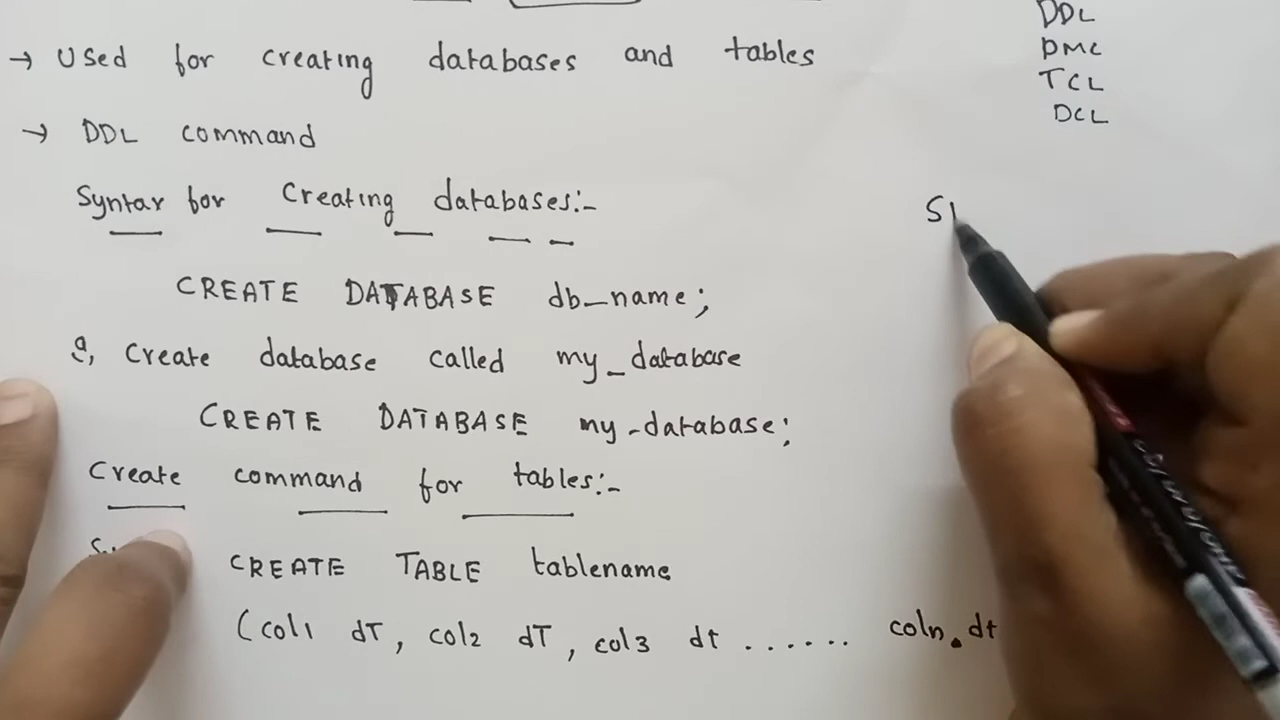 → Used for creating databases and tables
DDL
DML
TCL
DCL
→ DDL command
Syntax for Creating databases:-
CREATE DATABASE db_name;
g, Create database called my_database
CREATE DATABASE my_database;
Create command for tables:-
CREATE TABLE tablename
(col1 dT, col2 dT, col3 dt ...... coln dt